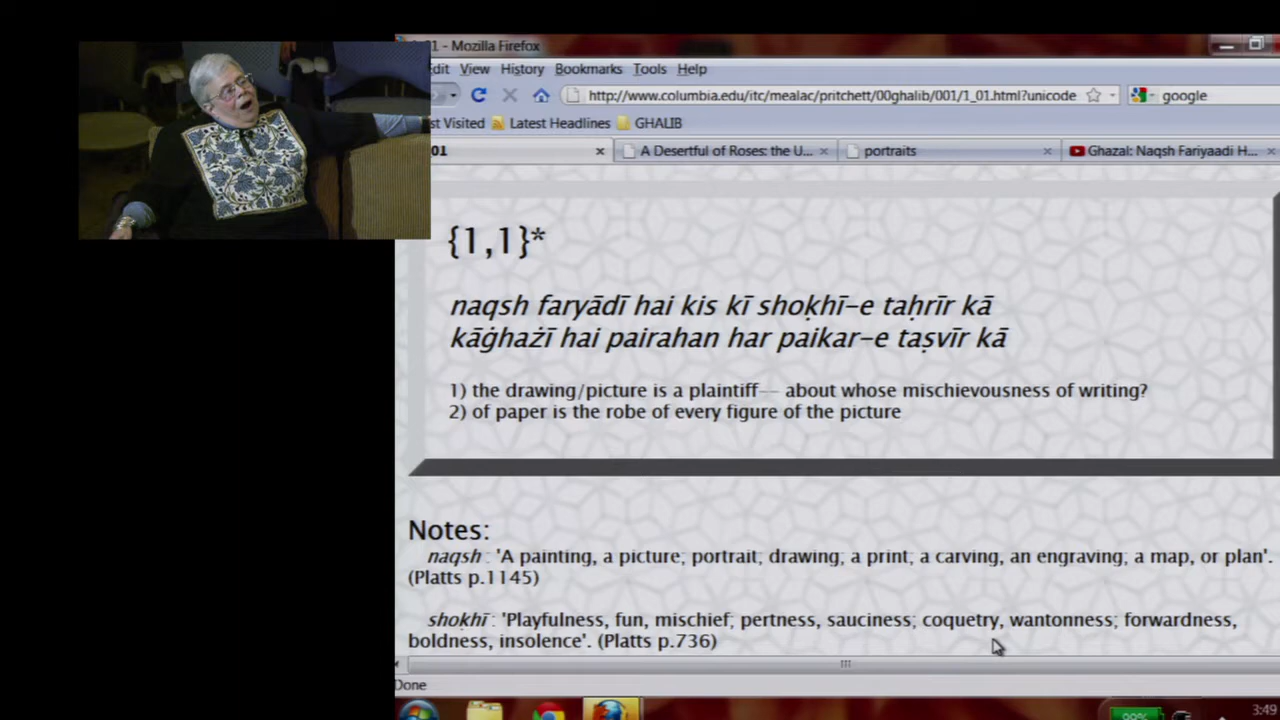 01 - Mozilla Firefox
dit View History Bookmarks Tools Help
http://www.columbia.edu/itc/mealac/pritchett/00ghalib/001/1_01.html?unicode google
st Visited Latest Headlines GHALIB
01 A Desertful of Roses: the U... portraits Ghazal: Naqsh Fariyaadi H...
{1,1}*
naqsh faryādī hai kis kī shoḳhī-e taḥrīr kā
kāġhażī hai pairahan har paikar-e taṣvīr kā
1) the drawing/picture is a plaintiff-- about whose mischievousness of writing?
2) of paper is the robe of every figure of the picture
Notes:
naqsh : 'A painting, a picture; portrait; drawing; a print; a carving, an engraving; a map, or plan'.
(Platts p.1145)
shoḳhī : 'Playfulness, fun, mischief; pertness, sauciness; coquetry, wantonness; forwardness,
boldness, insolence'. (Platts p.736)
Done
99% 3:49